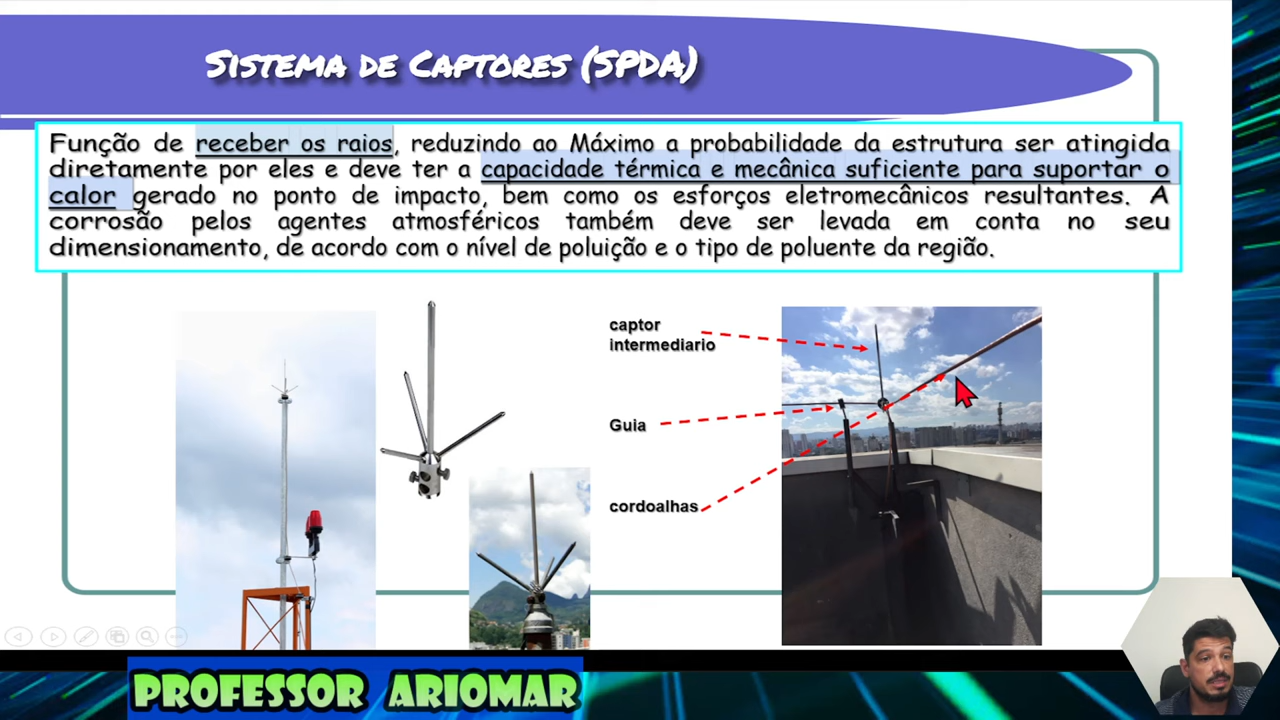 Sistema de Captores (SPDA)
Função de receber os raios, reduzindo ao Máximo a probabilidade da estrutura ser atingida
diretamente por eles e deve ter a capacidade térmica e mecânica suficiente para suportar o
calor gerado no ponto de impacto, bem como os esforços eletromecânicos resultantes. A
corrosão pelos agentes atmosféricos também deve ser levada em conta no seu
dimensionamento, de acordo com o nível de poluição e o tipo de poluente da região.
captor
intermediario
Guia
cordoalhas
PROFESSOR ARIOMAR